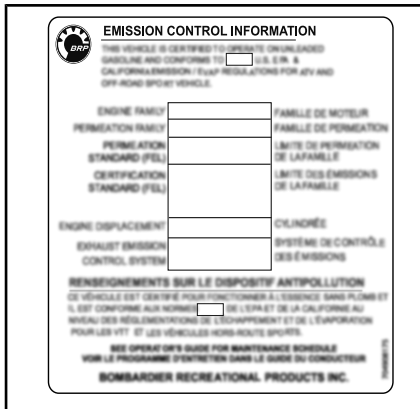 BRP
EMISSION CONTROL INFORMATION
THIS VEHICLE IS CERTIFIED TO OPERATE ON UNLEADED
GASOLINE AND CONFORMS TO U.S. EPA &
CALIFORNIA EMISSION / EVAP REGULATIONS FOR ATV AND
OFF-ROAD SPORT VEHICLE.
ENGINE FAMILY FAMILLE DE MOTEUR
PERMEATION FAMILY FAMILLE DE PERMEATION
PERMEATION LIMITE DE PERMEATION
STANDARD (FEL) DE LA FAMILLE
CERTIFICATION LIMITE DES ÉMISSIONS
STANDARD (FEL) DE LA FAMILLE
ENGINE DISPLACEMENT CYLINDRÉE
EXHAUST EMISSION SYSTÈME DE CONTRÔLE
CONTROL SYSTEM DES ÉMISSIONS
RENSEIGNEMENTS SUR LE DISPOSITIF ANTIPOLLUTION
CE VÉHICULE EST CERTIFIÉ POUR FONCTIONNER À L'ESSENCE SANS PLOMB ET
IL EST CONFORME AUX NORMES DE L'EPA ET DE LA CALIFORNIE AU
NIVEAU DES RÉGLEMENTATIONS DE L'ÉCHAPPEMENT ET DE L'ÉVAPORATION
POUR LES VTT ET LES VÉHICULES HORS-ROUTE SPORTS.
SEE OPERATOR'S GUIDE FOR MAINTENANCE SCHEDULE
VOIR LE PROGRAMME D'ENTRETIEN DANS LE GUIDE DU CONDUCTEUR
BOMBARDIER RECREATIONAL PRODUCTS INC.